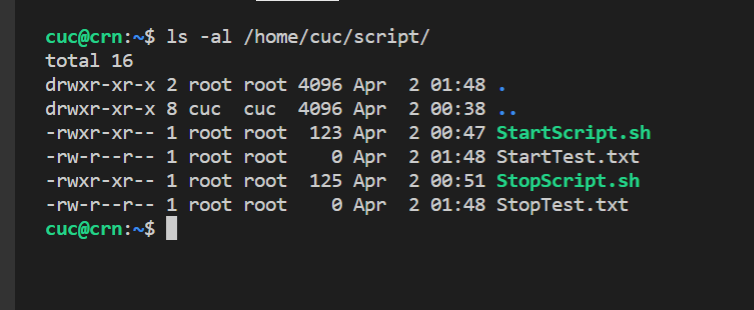 cuc@crn:~$ ls -al /home/cuc/script/
total 16
drwxr-xr-x 2 root root 4096 Apr  2 01:48 .
drwxr-xr-x 8 cuc  cuc  4096 Apr  2 00:38 ..
-rwxr-xr-- 1 root root  123 Apr  2 00:47 StartScript.sh
-rw-r--r-- 1 root root    0 Apr  2 01:48 StartTest.txt
-rwxr-xr-- 1 root root  125 Apr  2 00:51 StopScript.sh
-rw-r--r-- 1 root root    0 Apr  2 01:48 StopTest.txt
cuc@crn:~$